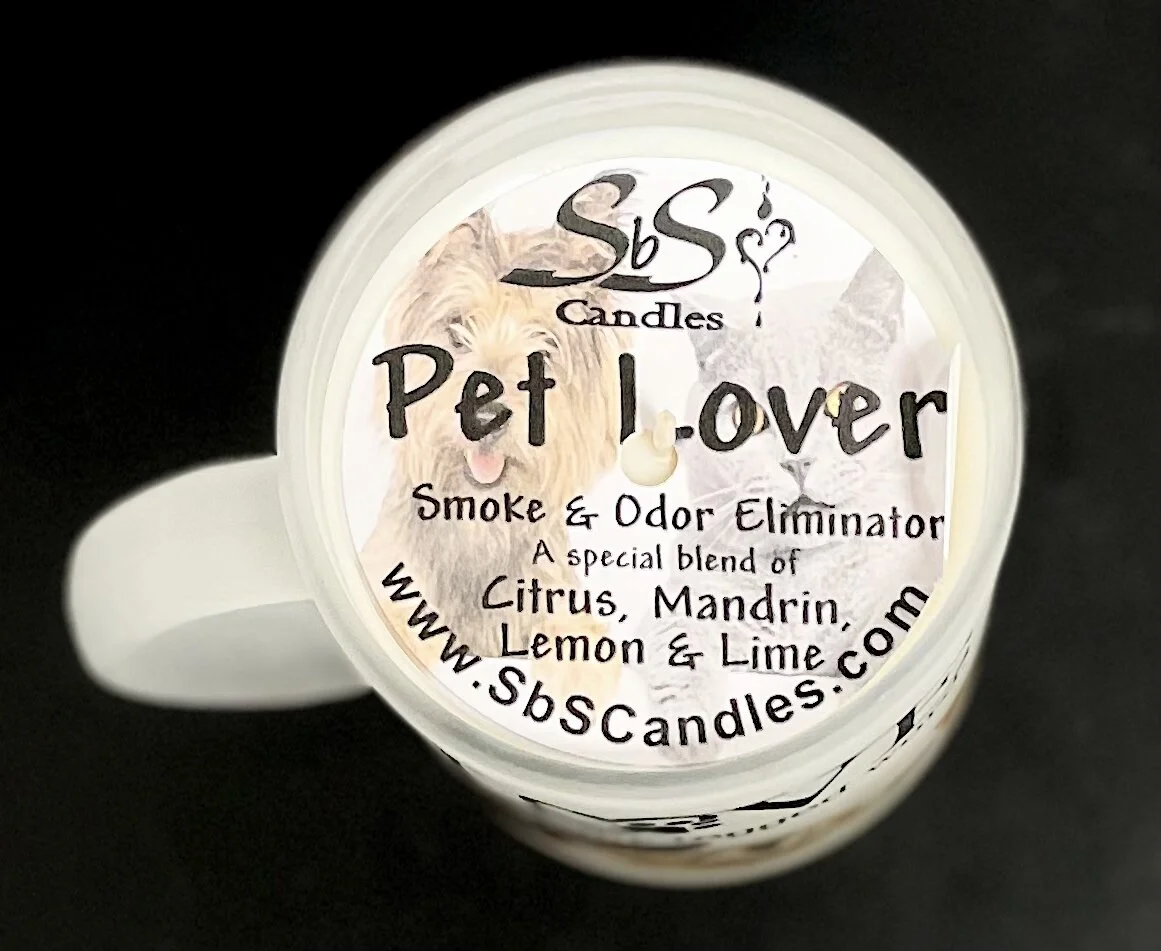 SbS
Candles
Pet Lover
Smoke & Odor Eliminator
A special blend of
Citrus, Mandrin,
Lemon & Lime
www.SbSCandles.com